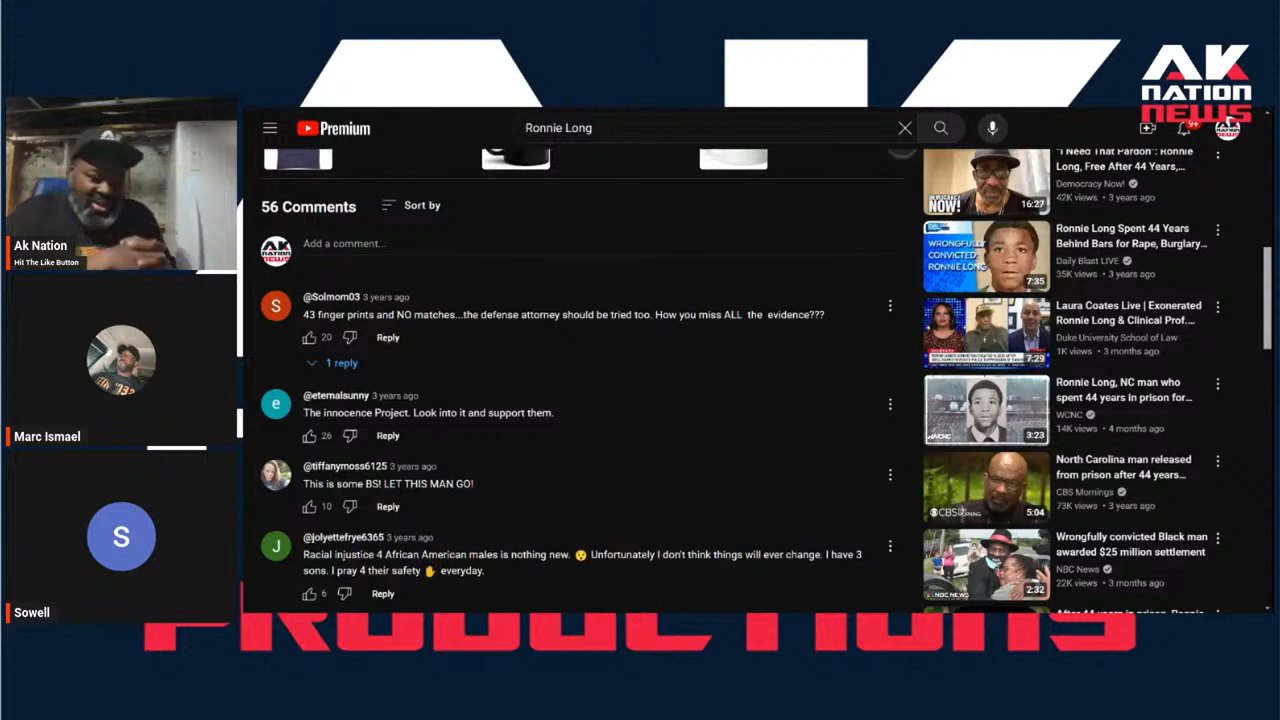 AK
NATION
NEWS
Premium
Ronnie Long
9+
56 Comments
Sort by
Add a comment...
@Solmom03 3 years ago
43 finger prints and NO matches...the defense attorney should be tried too. How you miss ALL the evidence???
20
Reply
1 reply
@eternalsunny 3 years ago
The innocence Project. Look into it and support them.
26
Reply
@tiffanymoss6125 3 years ago
This is some BS! LET THIS MAN GO!
10
Reply
@jolyettefrye6365 3 years ago
Racial injustice 4 African American males is nothing new. 😯 Unfortunately I don't think things will ever change. I have 3
sons. I pray 4 their safety ✋ everyday.
6
Reply
"I Need That Pardon": Ronnie
Long, Free After 44 Years,...
Democracy Now!
42K views • 3 years ago
DEMOCRACY
NOW!
16:27
Ronnie Long Spent 44 Years
Behind Bars for Rape, Burglary...
Daily Blast LIVE
35K views • 3 years ago
DBL
WRONGFULLY
CONVICTED:
RONNIE LONG
7:35
Laura Coates Live | Exonerated
Ronnie Long & Clinical Prof...
Duke University School of Law
1K views • 3 months ago
7:29
Ronnie Long, NC man who
spent 44 years in prison for...
WCNC
14K views • 4 months ago
WCNC
3:23
North Carolina man released
from prison after 44 years...
CBS Mornings
73K views • 3 years ago
CBS MORNINGS
5:04
Wrongfully convicted Black man
awarded $25 million settlement
NBC News
22K views • 3 months ago
NBC NEWS
2:32
Ak Nation
Hit The Like Button
Marc Ismael
S
Sowell
PRODUCTIONS